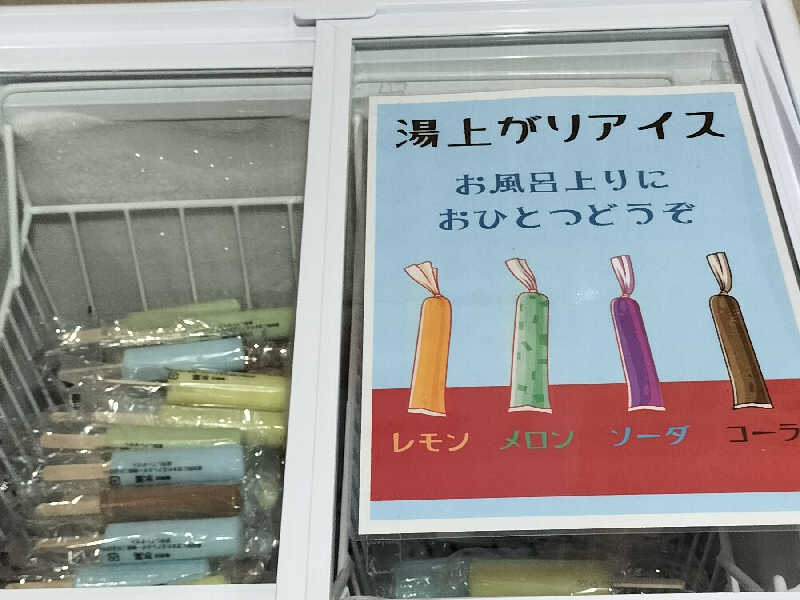 湯上がりアイス
お風呂上りに
おひとつどうぞ
レモン メロン ソーダ コーラ